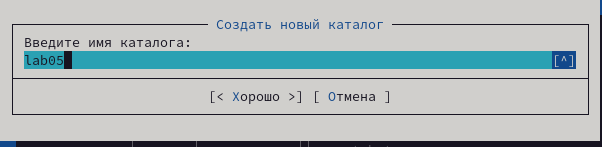 Создать новый каталог
Введите имя каталога:
lab05 [^]
[< Хорошо >] [ Отмена ]